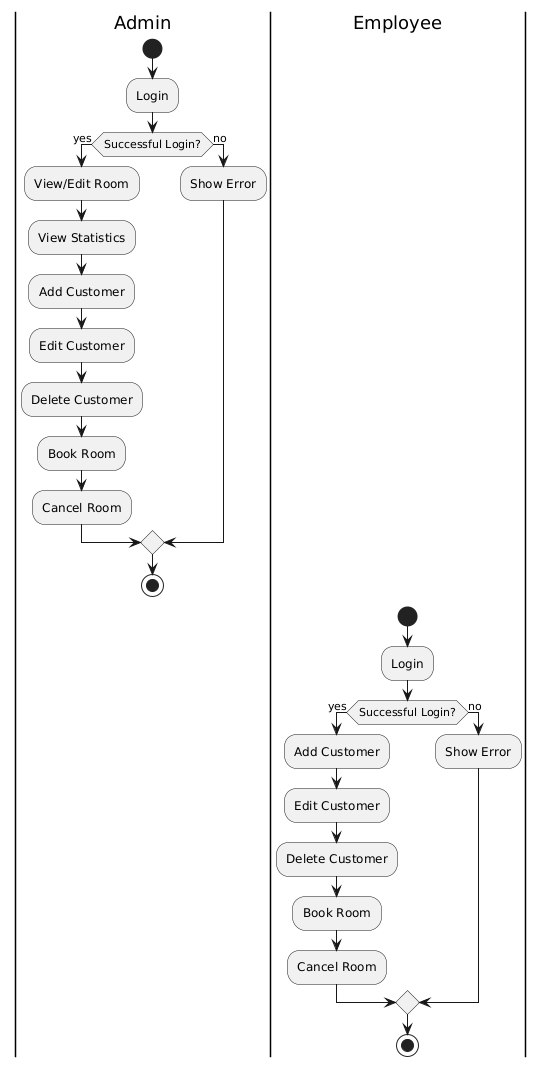 Admin
Employee
Login
Successful Login?
yes
no
View/Edit Room
Show Error
View Statistics
Add Customer
Edit Customer
Delete Customer
Book Room
Cancel Room
Login
Successful Login?
yes
no
Add Customer
Show Error
Edit Customer
Delete Customer
Book Room
Cancel Room